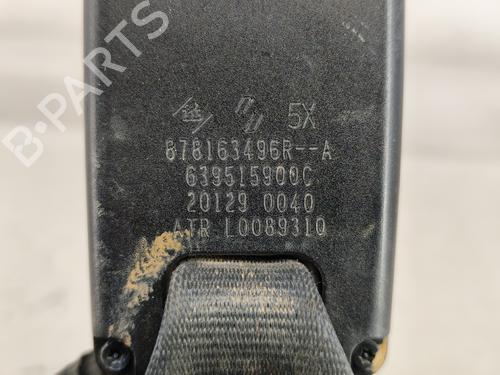 B-PARTS
5X
878163496R--A
639515900C
20129 0040
ATR L0089310